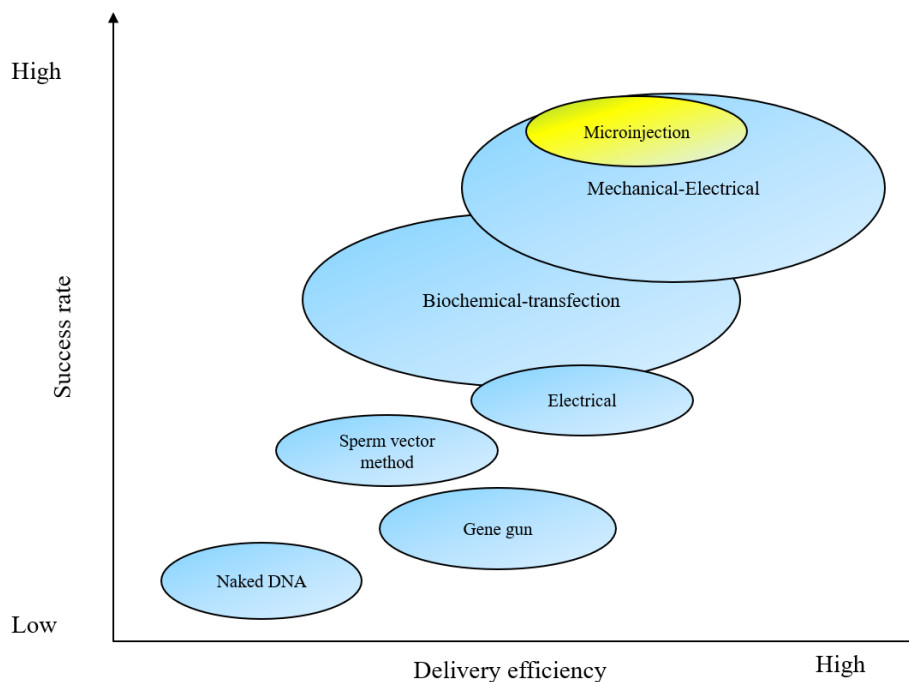 High
Microinjection
Mechanical-Electrical
Biochemical-transfection
Success rate
Electrical
Sperm vector
method
Gene gun
Naked DNA
Low
Delivery efficiency
High